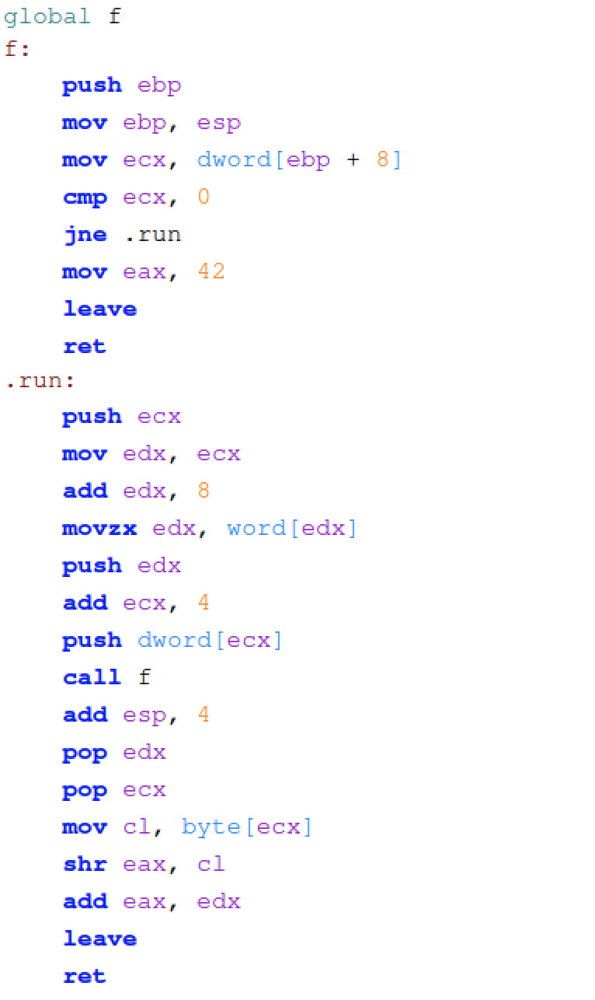 global f
f:
push ebp
mov ebp, esp
mov ecx, dword[ebp + 8]
cmp ecx, 0
jne .run
mov eax, 42
leave
ret
.run:
push ecx
mov edx, ecx
add edx, 8
movzx edx, word[edx]
push edx
add ecx, 4
push dword[ecx]
call f
add esp, 4
pop edx
pop ecx
mov cl, byte[ecx]
shr eax, cl
add eax, edx
leave
ret